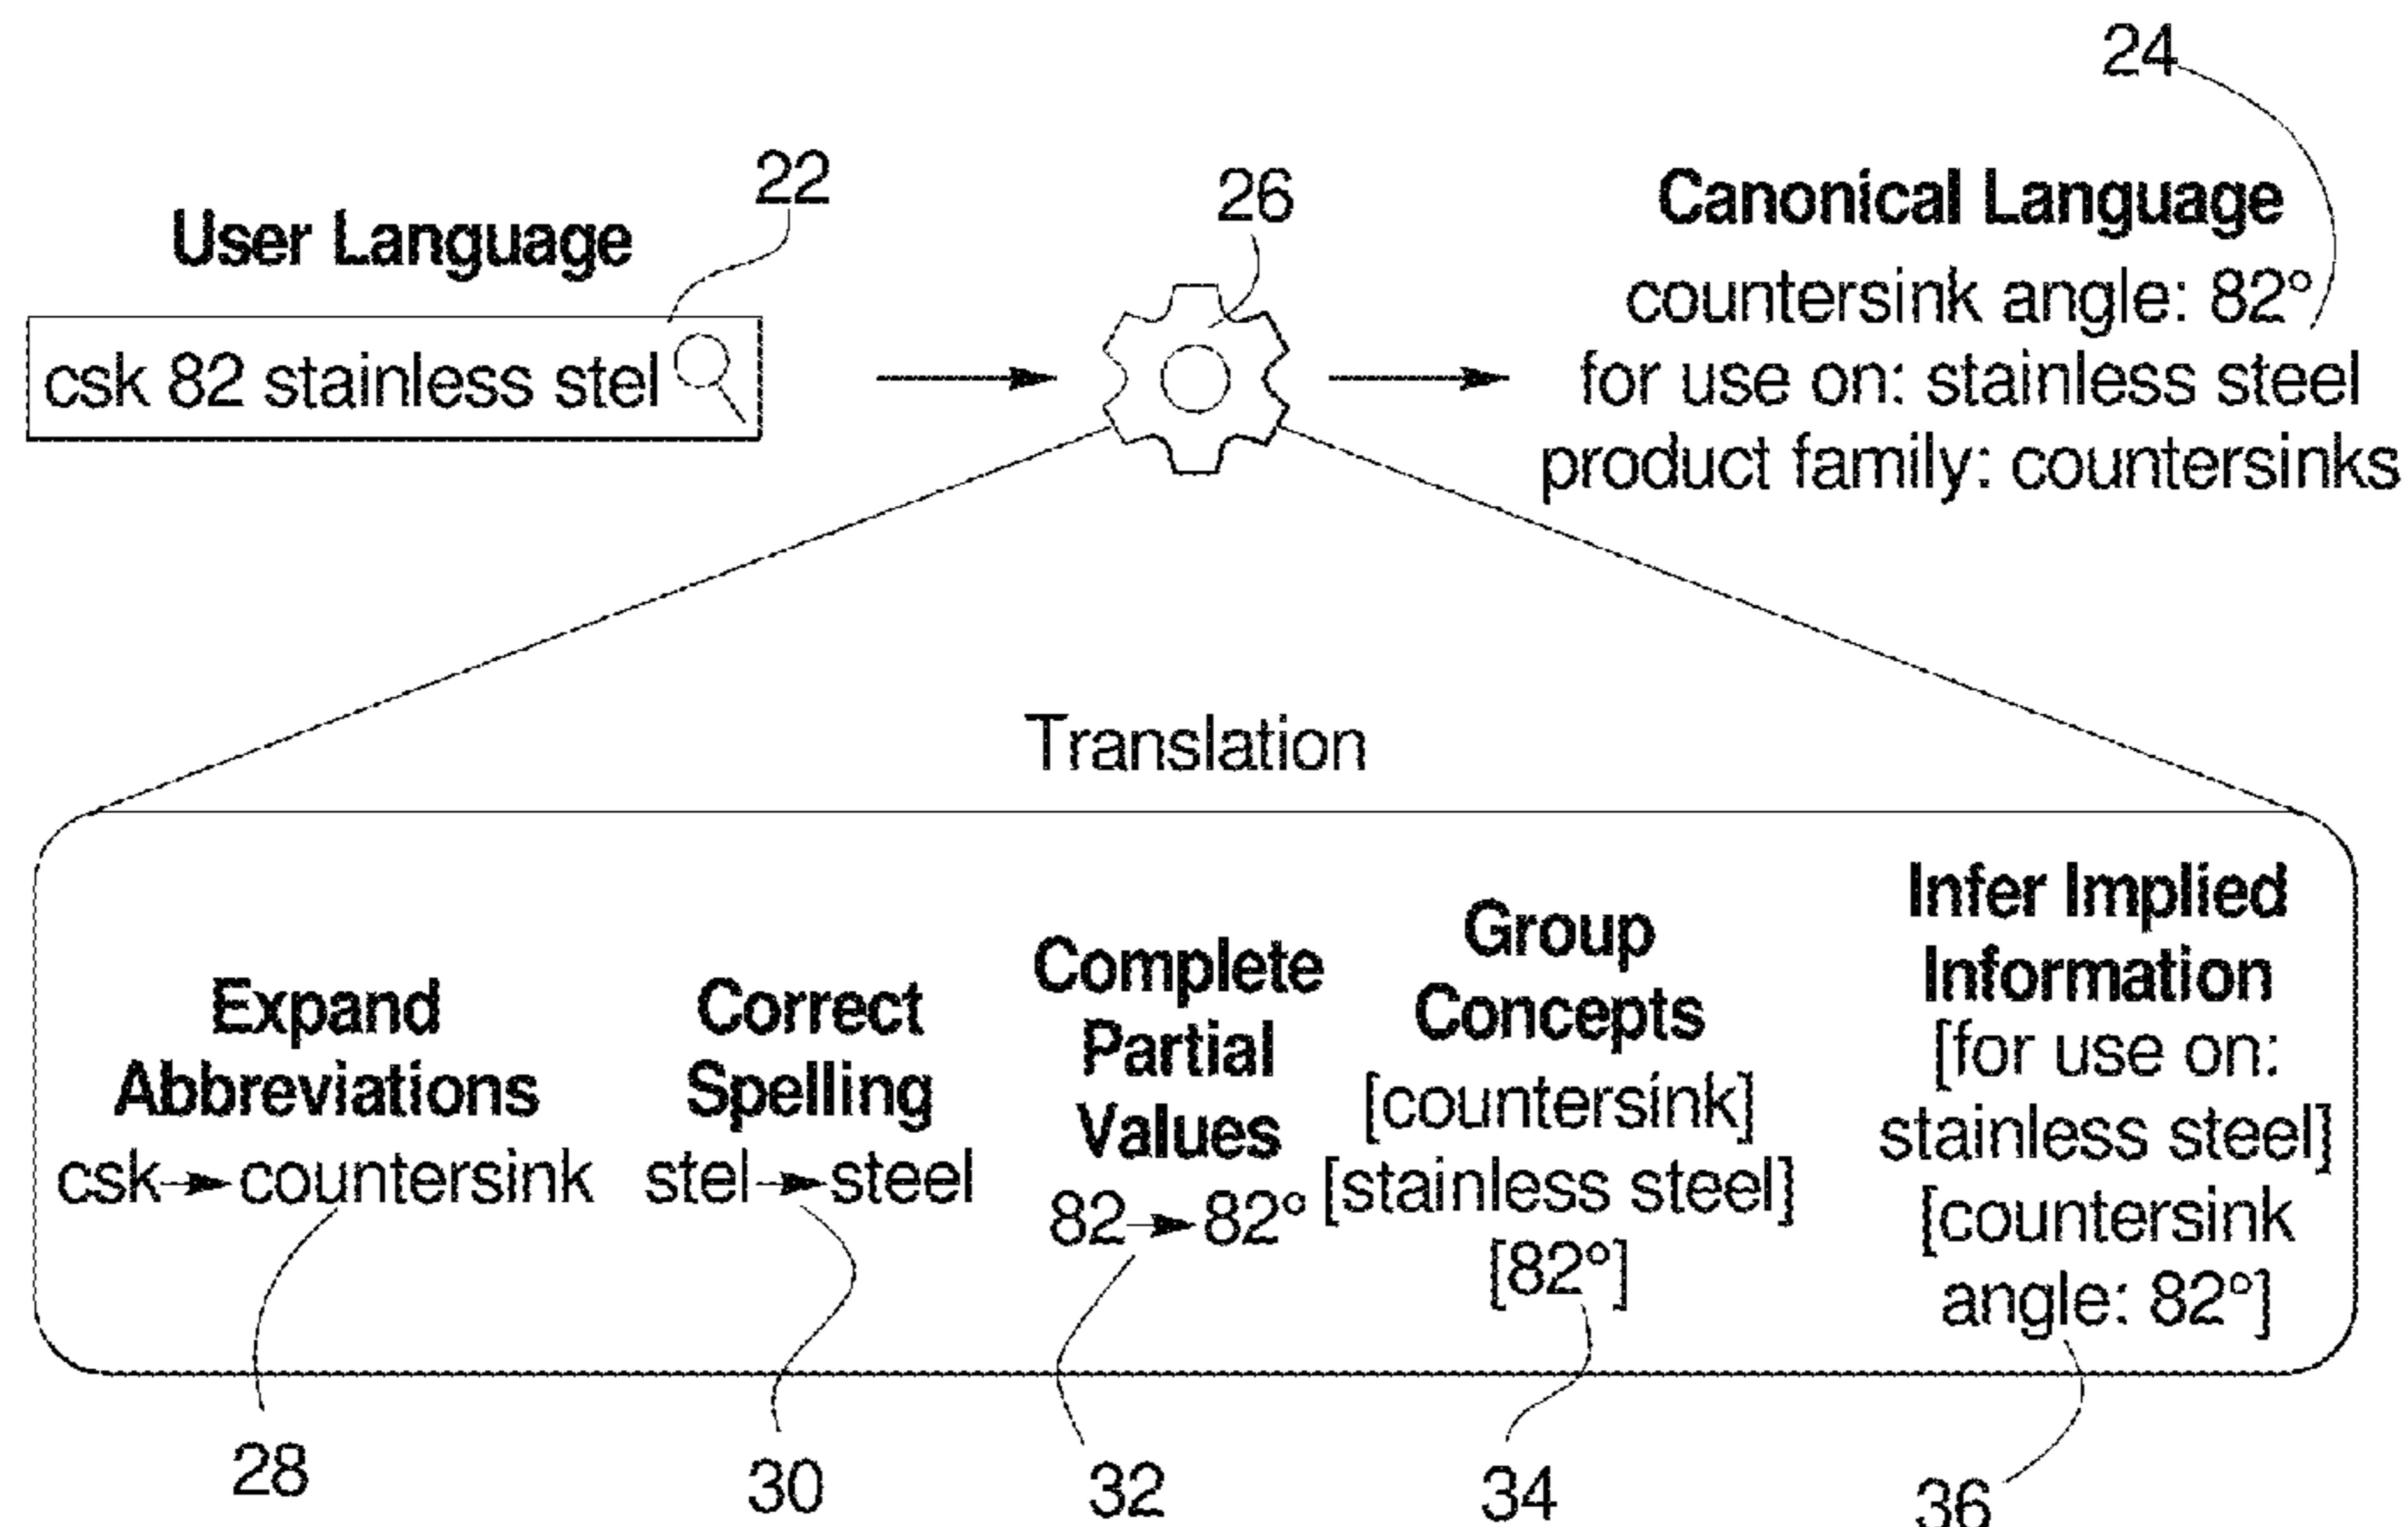 24
22
26
User Language
Canonical Language
csk 82 stainless stel
countersink angle: 82°
for use on: stainless steel
product family: countersinks
Translation
Expand
Abbreviations
csk→countersink
Correct
Spelling
stel→steel
Complete
Partial
Values
82→82°
Group
Concepts
[countersink]
[stainless steel]
[82°]
Infer Implied
Information
[for use on:
stainless steel]
[countersink
angle: 82°]
28
30
32
34
36